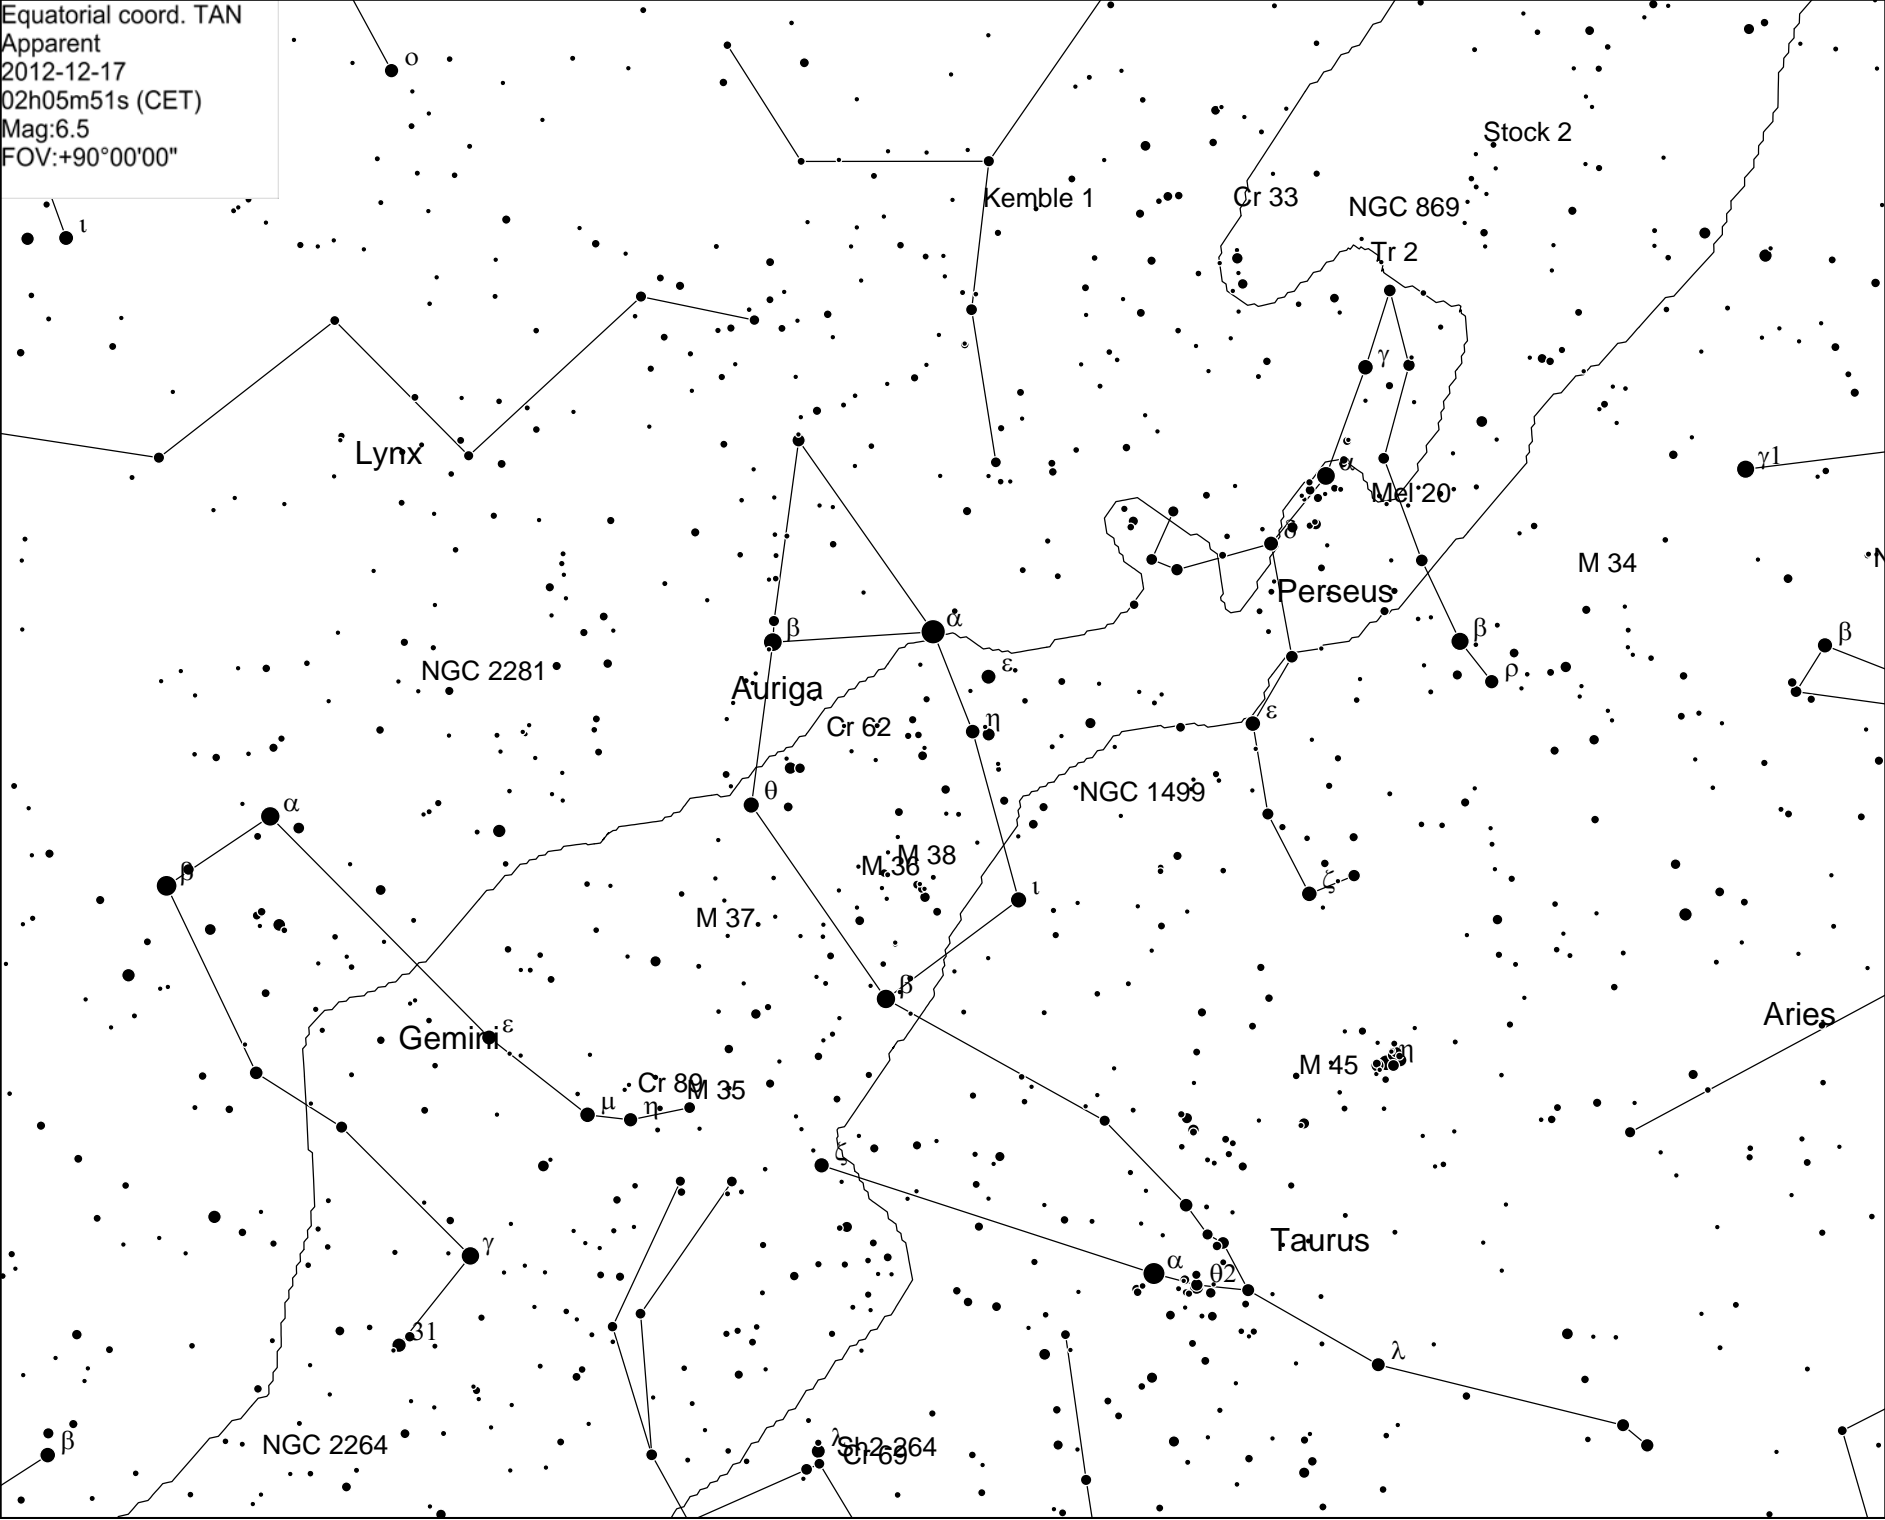 Equatorial coord. TAN
Apparent
2012-12-17
02h05m51s (CET)
Mag:6.5
FOV:+90°00'00"
ο
Stock 2
Kemble 1
Cr 33
NGC 869
ι
Tr 2
γ
Lynx
α
γ1
Mel 20
δ
M 34
N
Perseus
β
α
β
β
NGC 2281
ε
ρ
Auriga
Cr 62
η
ε
θ
NGC 1499
α
M 38
M 36
β
ζ
ι
M 37
β
Aries
Gemini
ε
M 45
η
Cr 89
M 35
μ
η
ζ
γ
Taurus
α
θ2
31
λ
β
NGC 2264
λ
Sh2-264
Cr 69